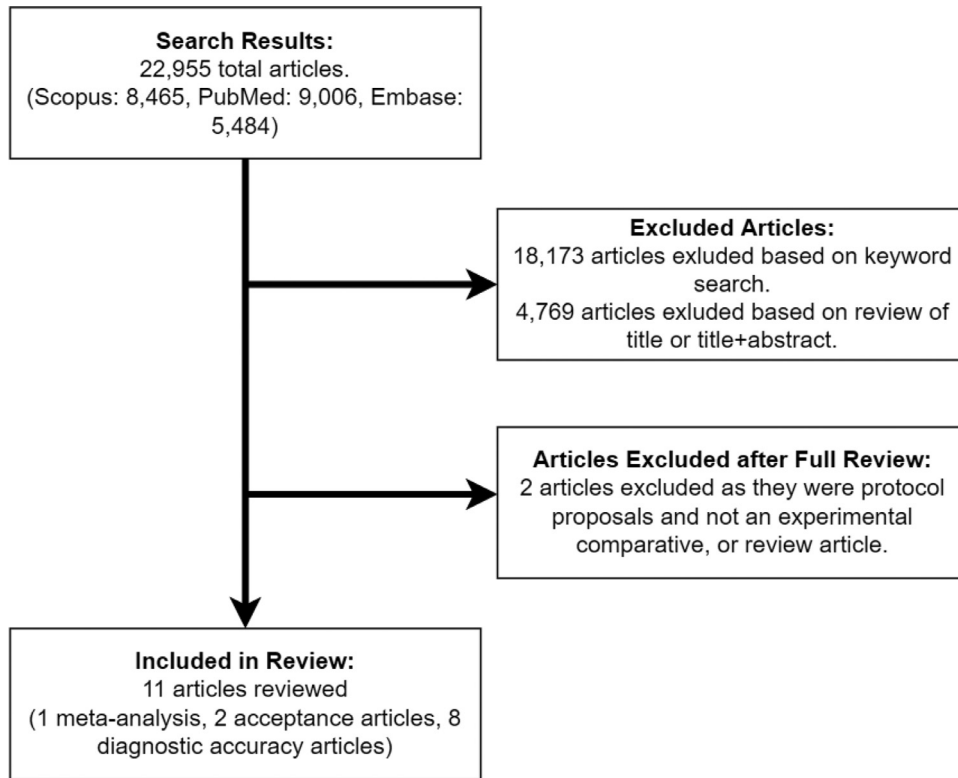 Search Results:
22,955 total articles.
(Scopus: 8,465, PubMed: 9,006, Embase:
5,484)
Excluded Articles:
18,173 articles exluded based on keyword
search.
4,769 articles exluded based on review of
title or title+abstract.
Articles Excluded after Full Review:
2 articles excluded as they were protocol
proposals and not an experimental
comparative, or review article.
Included in Review:
11 articles reviewed
(1 meta-analysis, 2 acceptance articles, 8
diagnostic accuracy articles)